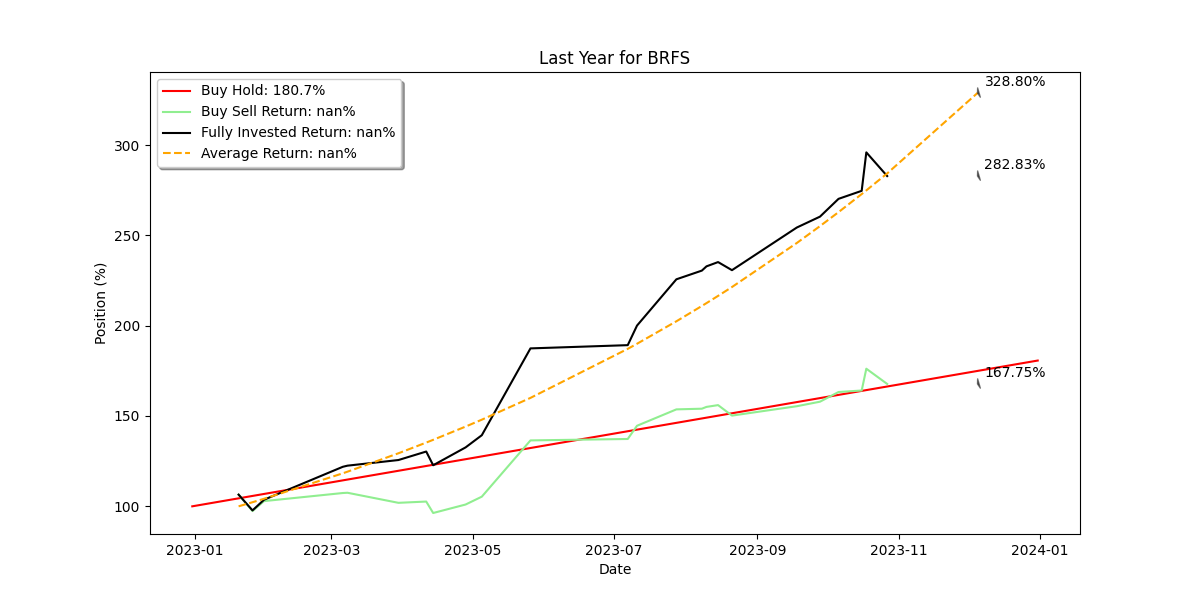 Last Year for BRFS
Buy Hold: 180.7%
Buy Sell Return: nan%
Fully Invested Return: nan%
Average Return: nan%
328.80%
282.83%
167.75%
300
250
200
150
100
Position (%)
2023-01 2023-03 2023-05 2023-07 2023-09 2023-11 2024-01
Date